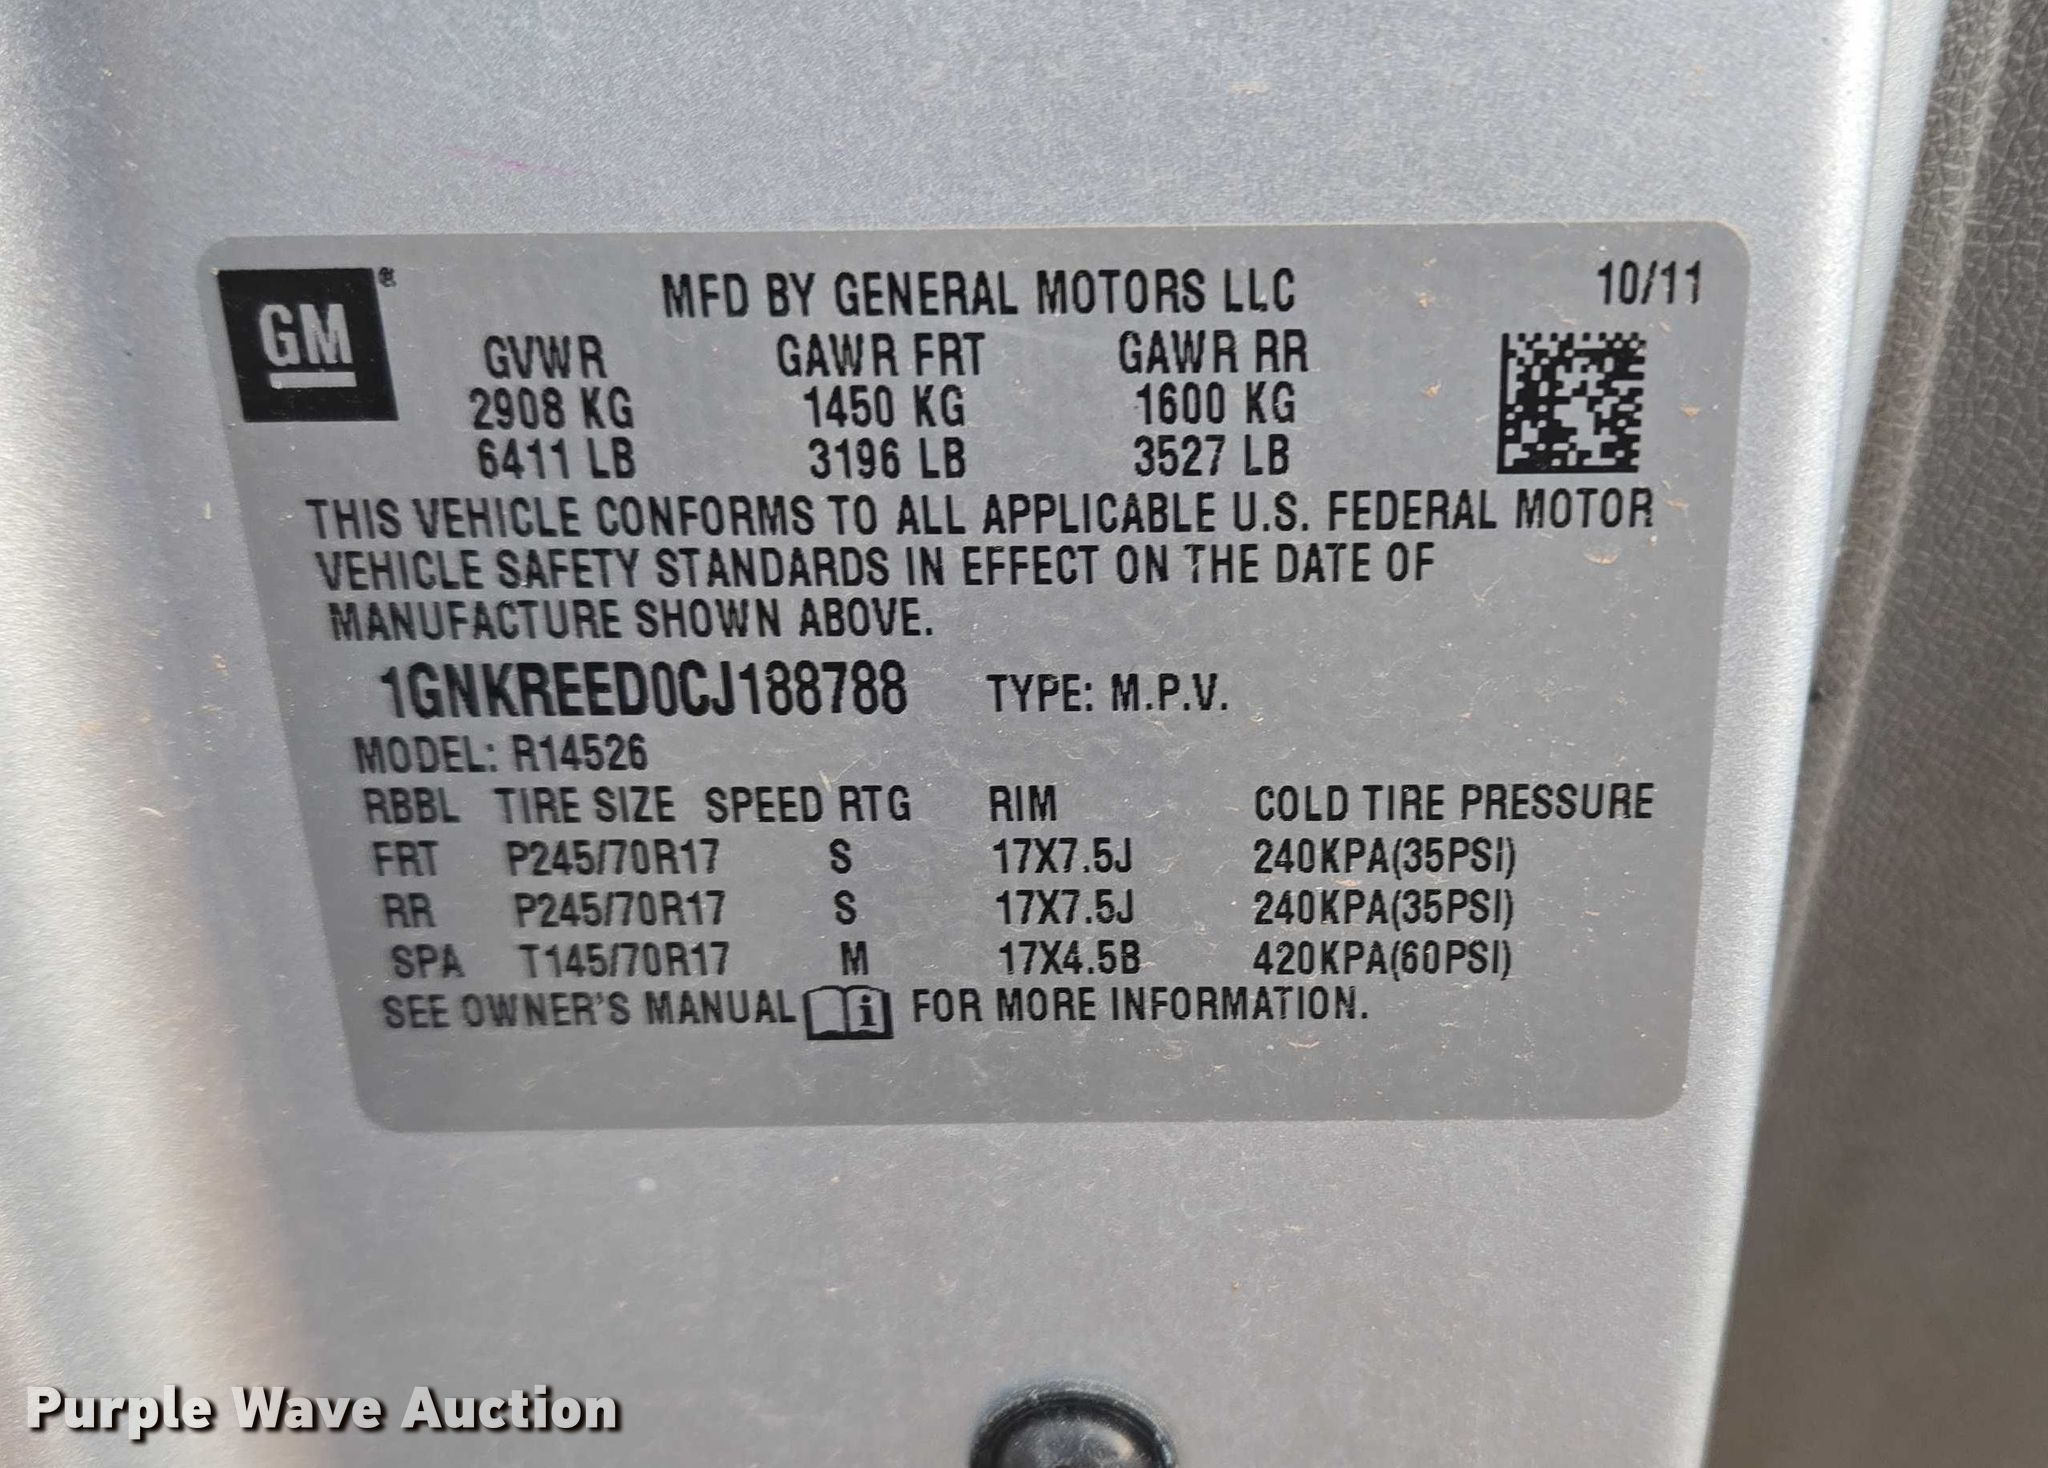 GM ® MFD BY GENERAL MOTORS LLC 10/11
GVWR GAWR FRT GAWR RR
2908 KG 1450 KG 1600 KG
6411 LB 3196 LB 3527 LB
THIS VEHICLE CONFORMS TO ALL APPLICABLE U.S. FEDERAL MOTOR
VEHICLE SAFETY STANDARDS IN EFFECT ON THE DATE OF
MANUFACTURE SHOWN ABOVE.
1GNKREED0CJ188788 TYPE: M.P.V.
MODEL: R14526
RBBL TIRE SIZE SPEED RTG RIM COLD TIRE PRESSURE
FRT P245/70R17 S 17X7.5J 240KPA(35PSI)
RR P245/70R17 S 17X7.5J 240KPA(35PSI)
SPA T145/70R17 M 17X4.5B 420KPA(60PSI)
SEE OWNER'S MANUAL i FOR MORE INFORMATION.
Purple Wave Auction